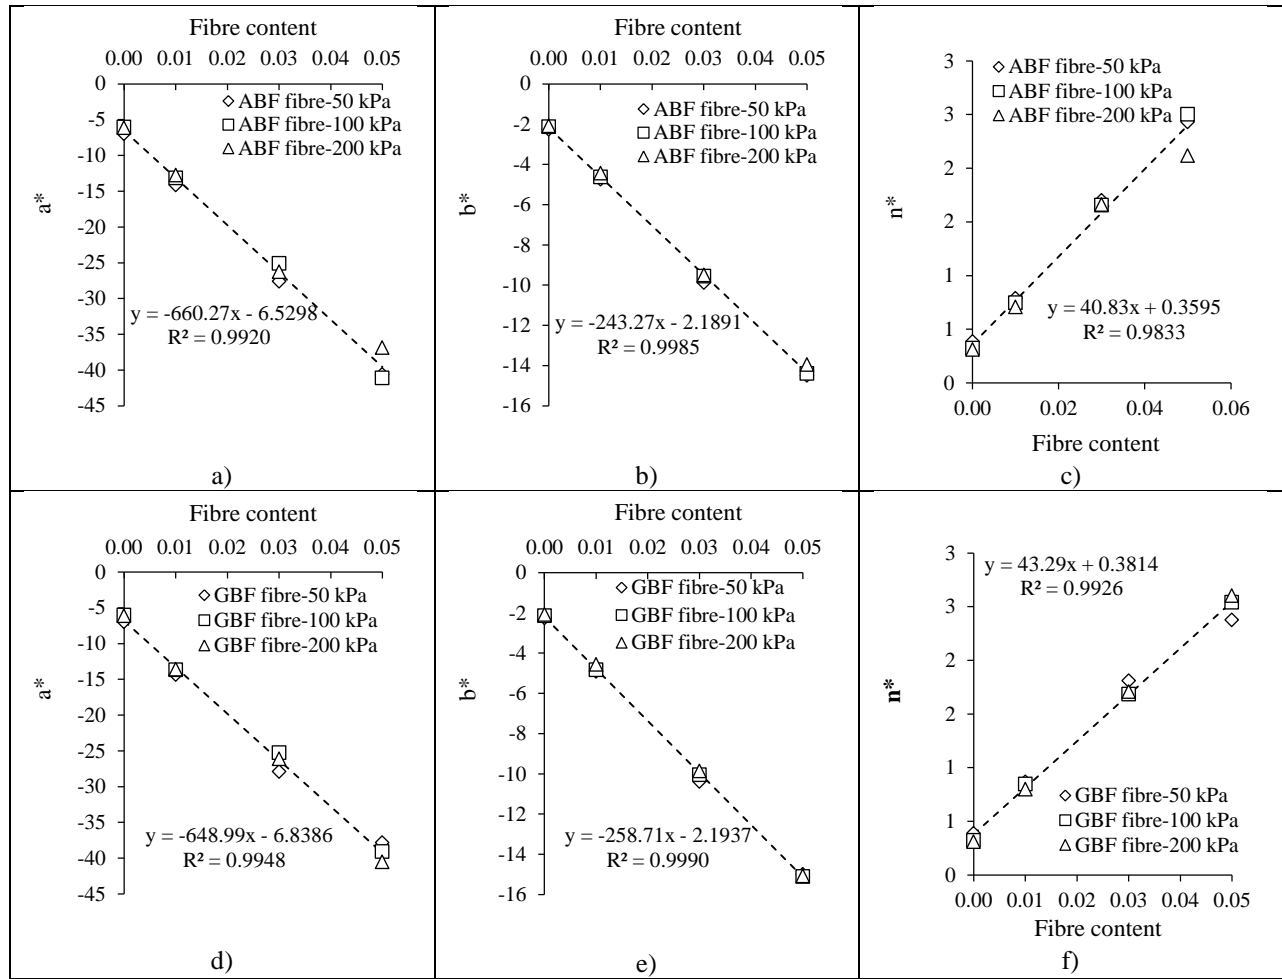 Fibre content
0.00 0.01 0.02 0.03 0.04 0.05
0
-5
-10
-15
-20
-25
-30
-35
-40
-45
a*
ABF fibre-50 kPa
ABF fibre-100 kPa
ABF fibre-200 kPa
y = -660.27x - 6.5298
R² = 0.9920
a)
Fibre content
0.00 0.01 0.02 0.03 0.04 0.05
0
-2
-4
-6
-8
-10
-12
-14
-16
b*
ABF fibre-50 kPa
ABF fibre-100 kPa
ABF fibre-200 kPa
y = -243.27x - 2.1891
R² = 0.9985
b)
3
3
2
2
1
1
0
n*
ABF fibre-50 kPa
ABF fibre-100 kPa
ABF fibre-200 kPa
y = 40.83x + 0.3595
R² = 0.9833
0.00 0.02 0.04 0.06
Fibre content
c)
Fibre content
0.00 0.01 0.02 0.03 0.04 0.05
0
-5
-10
-15
-20
-25
-30
-35
-40
-45
a*
GBF fibre-50 kPa
GBF fibre-100 kPa
GBF fibre-200 kPa
y = -648.99x - 6.8386
R² = 0.9948
d)
Fibre content
0.00 0.01 0.02 0.03 0.04 0.05
0
-2
-4
-6
-8
-10
-12
-14
-16
b*
GBF fibre-50 kPa
GBF fibre-100 kPa
GBF fibre-200 kPa
y = -258.71x - 2.1937
R² = 0.9990
e)
3
3
2
2
1
1
0
n*
y = 43.29x + 0.3814
R² = 0.9926
GBF fibre-50 kPa
GBF fibre-100 kPa
GBF fibre-200 kPa
0.00 0.01 0.02 0.03 0.04 0.05
Fibre content
f)